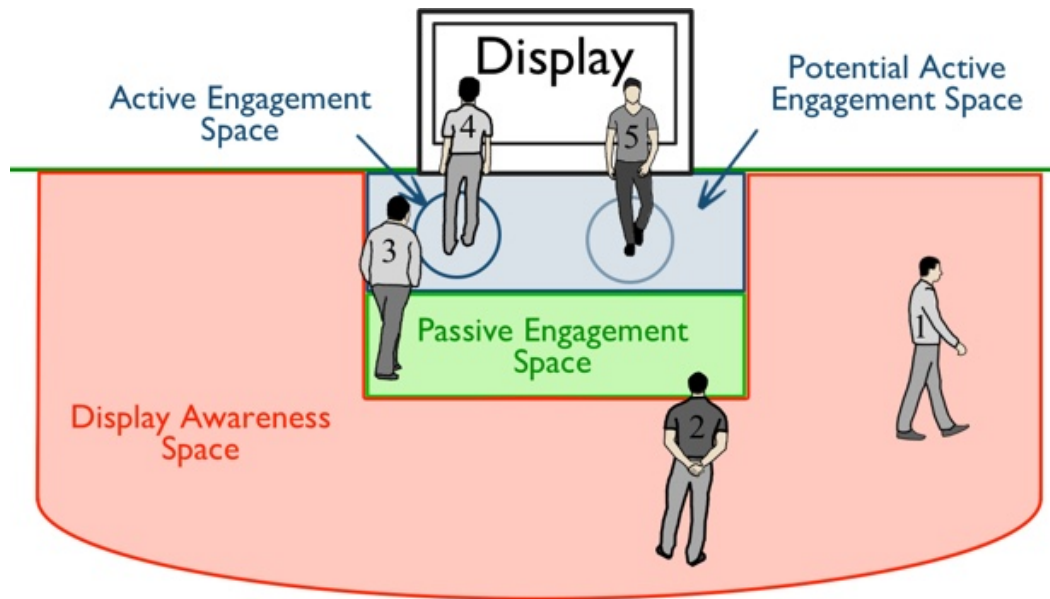 Display
Active Engagement
Space
Potential Active
Engagement Space
4
5
3
1
Passive Engagement
Space
Display Awareness
Space
2